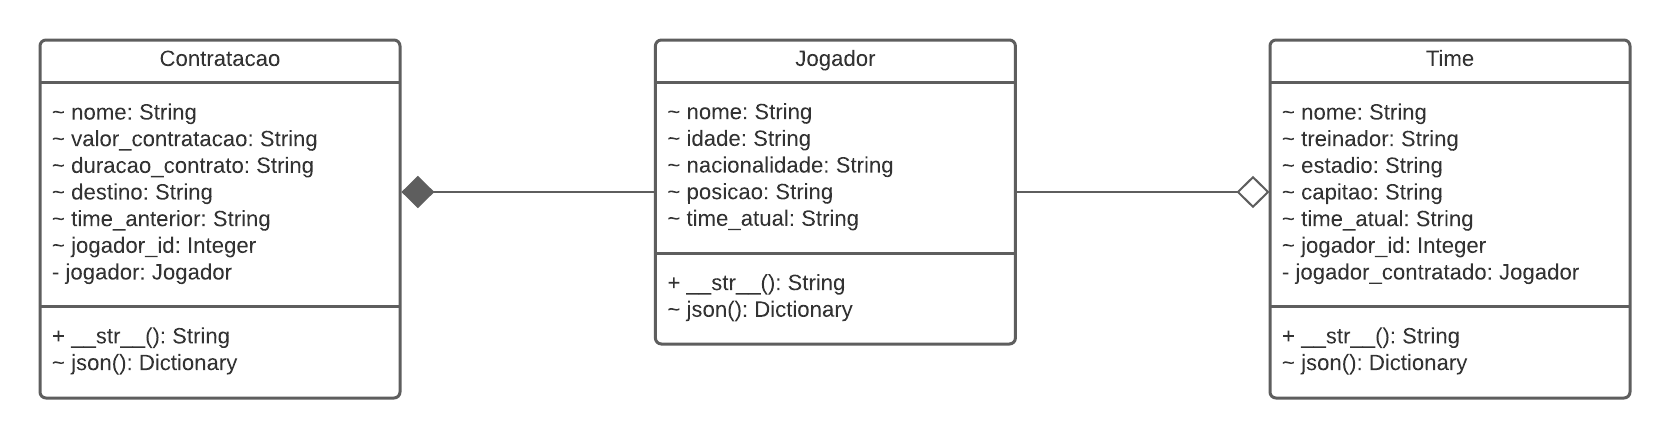 Contratacao
~ nome: String
~ valor_contratacao: String
~ duracao_contrato: String
~ destino: String
~ time_anterior: String
~ jogador_id: Integer
- jogador: Jogador
+ __str__(): String
~ json(): Dictionary
Jogador
~ nome: String
~ idade: String
~ nacionalidade: String
~ posicao: String
~ time_atual: String
+ __str__(): String
~ json(): Dictionary
Time
~ nome: String
~ treinador: String
~ estadio: String
~ capitao: String
~ time_atual: String
~ jogador_id: Integer
- jogador_contratado: Jogador
+ __str__(): String
~ json(): Dictionary